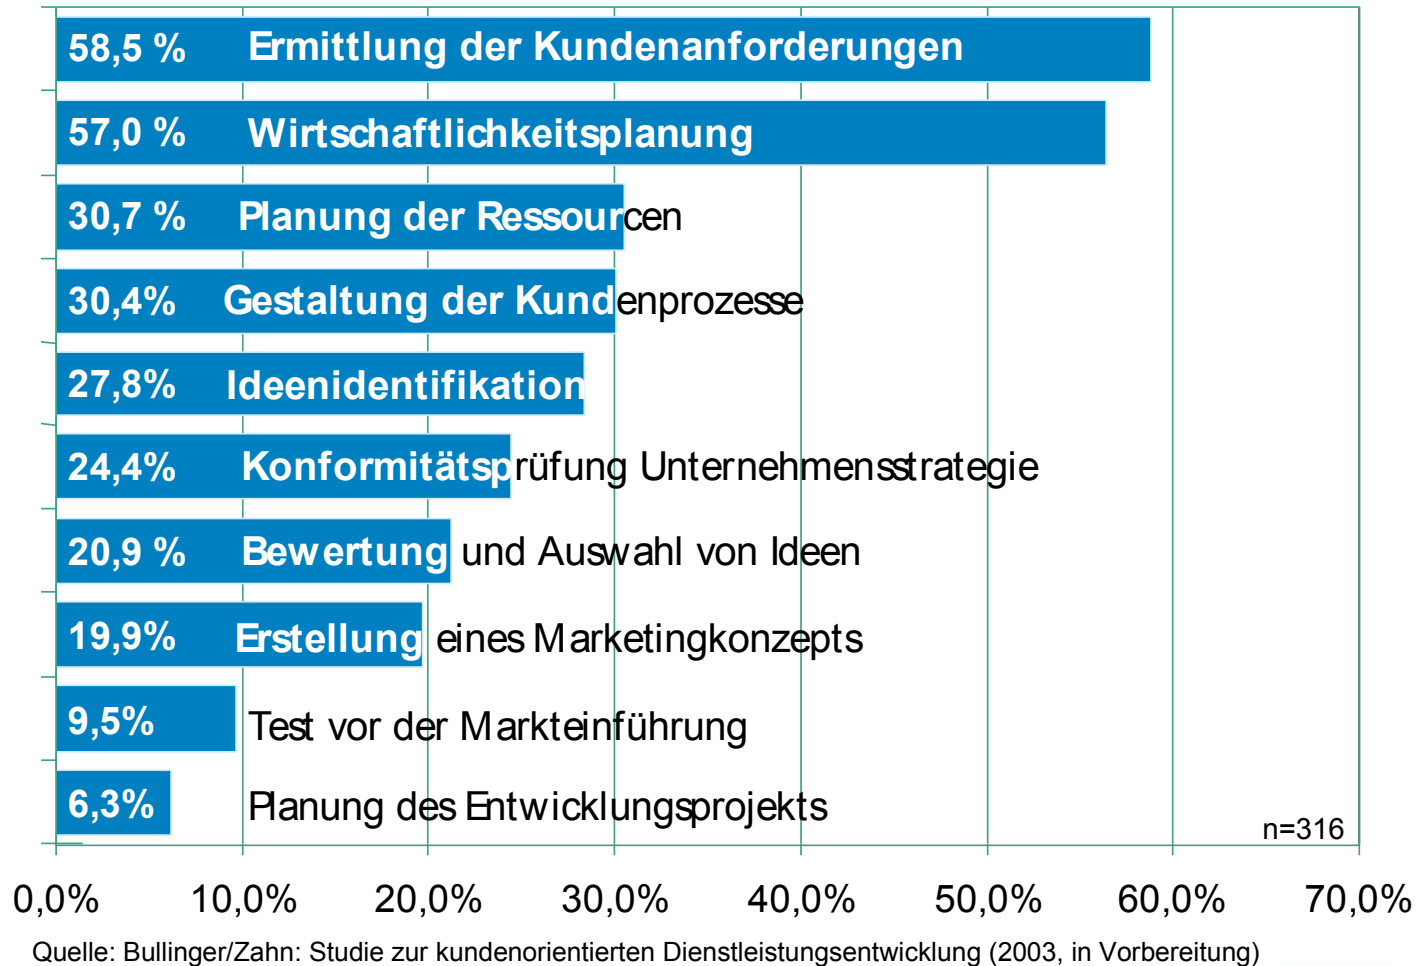 58,5 % Ermittlung der Kundenanforderungen
57,0 % Wirtschaftlichkeitsplanung
30,7 % Planung der Ressourcen
30,4% Gestaltung der Kundenprozesse
27,8% Ideenidentifikation
24,4% Konformitätsprüfung Unternehmensstrategie
20,9 % Bewertung und Auswahl von Ideen
19,9% Erstellung eines Marketingkonzepts
9,5% Test vor der Markteinführung
6,3% Planung des Entwicklungsprojekts
n=316
0,0% 10,0% 20,0% 30,0% 40,0% 50,0% 60,0% 70,0%
Quelle: Bullinger/Zahn: Studie zur kundenorientierten Dienstleistungsentwicklung (2003, in Vorbereitung)